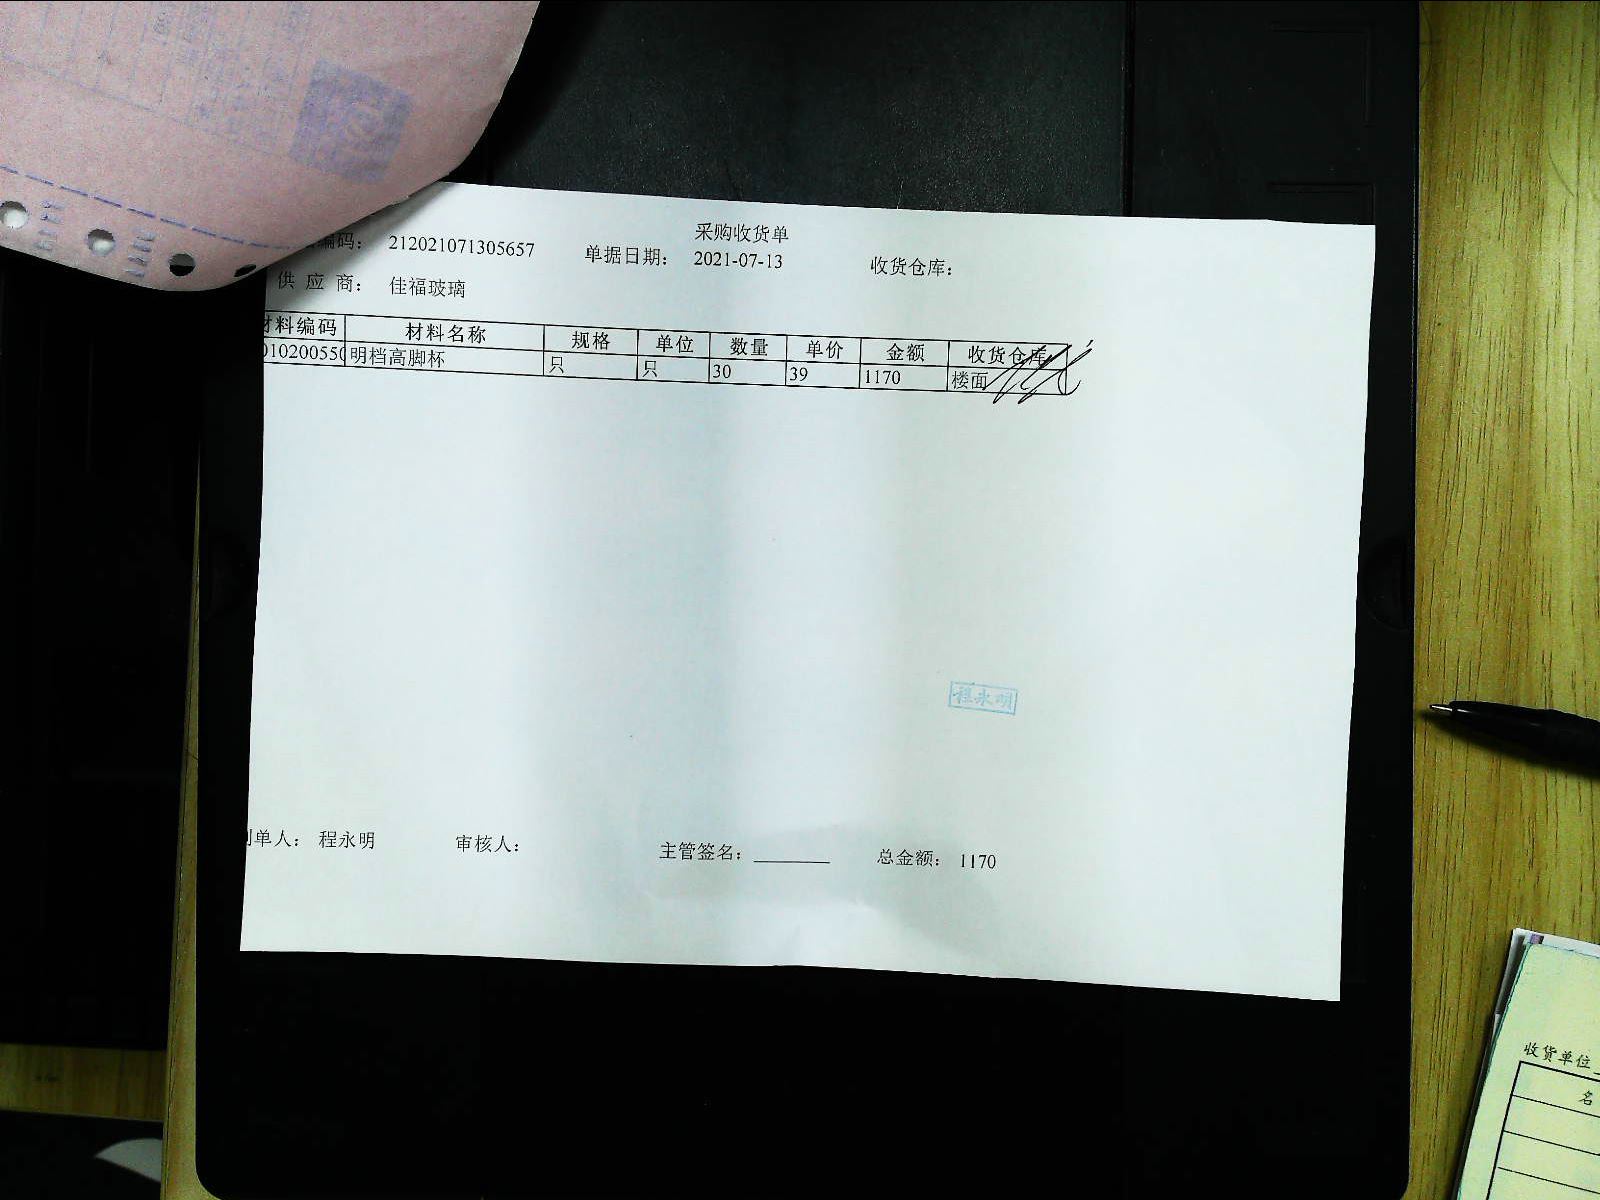 采购收货单
编码： 212021071305657 单据日期： 2021-07-13 收货仓库：
供 应 商： 佳福玻璃
材料编码 材料名称 规格 单位 数量 单价 金额 收货仓库
010200550 明档高脚杯 只 只 30 39 1170 楼面
程永明
制单人： 程永明 审核人： 主管签名：________ 总金额： 1170
收货单位
名